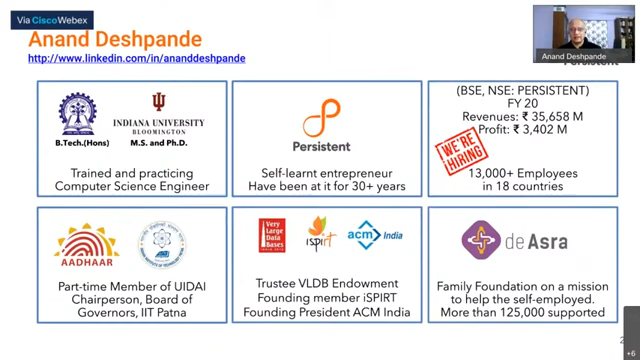 Via Cisco Webex
Anand Deshpande
http://www.linkedin.com/in/ananddeshpande
Anand Deshpande
Persistent
B.Tech.(Hons)
INDIANA UNIVERSITY
BLOOMINGTON
M.S. and Ph.D.
Trained and practicing
Computer Science Engineer
Persistent
Self-learnt entrepreneur
Have been at it for 30+ years
(BSE, NSE: PERSISTENT)
FY 20
Revenues: ₹ 35,658 M
Profit: ₹ 3,402 M
WE'RE
HIRING
13,000+ Employees
in 18 countries
AADHAAR
Part-time Member of UIDAI
Chairperson, Board of
Governors, IIT Patna
Very
Large
Data
Bases
iSPIRT
acm India
Trustee VLDB Endowment
Founding member iSPIRT
Founding President ACM India
de Asra
Family Foundation on a mission
to help the self-employed.
More than 125,000 supported
2
+6